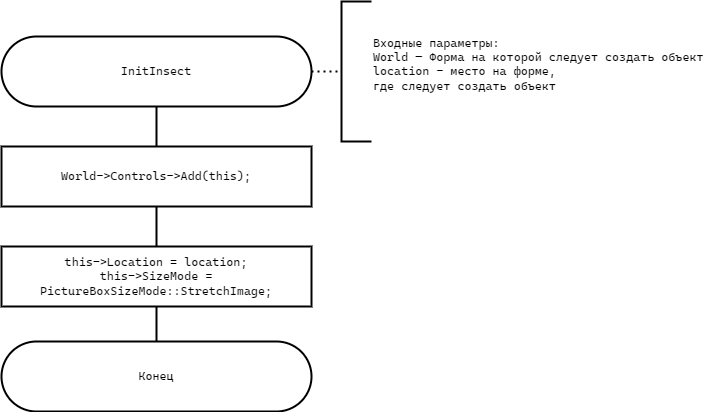 InitInsect
Входные параметры:
World – Форма на которой следует создать объект
location – место на форме,
где следует создать объект
World->Controls->Add(this);
this->Location = location;
this->SizeMode =
PictureBoxSizeMode::StretchImage;
Конец